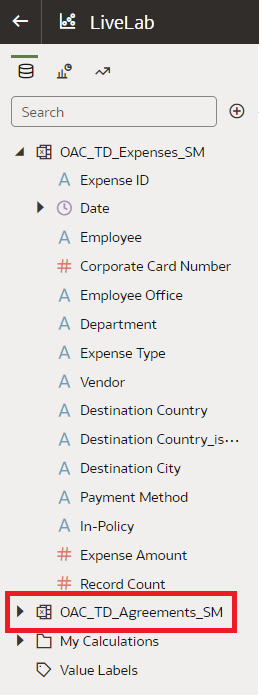 LiveLab
Search
OAC_TD_Expenses_SM
A Expense ID
Date
A Employee
# Corporate Card Number
A Employee Office
A Department
A Expense Type
A Vendor
A Destination Country
A Destination Country_is...
A Destination City
A Payment Method
A In-Policy
# Expense Amount
# Record Count
OAC_TD_Agreements_SM
My Calculations
Value Labels